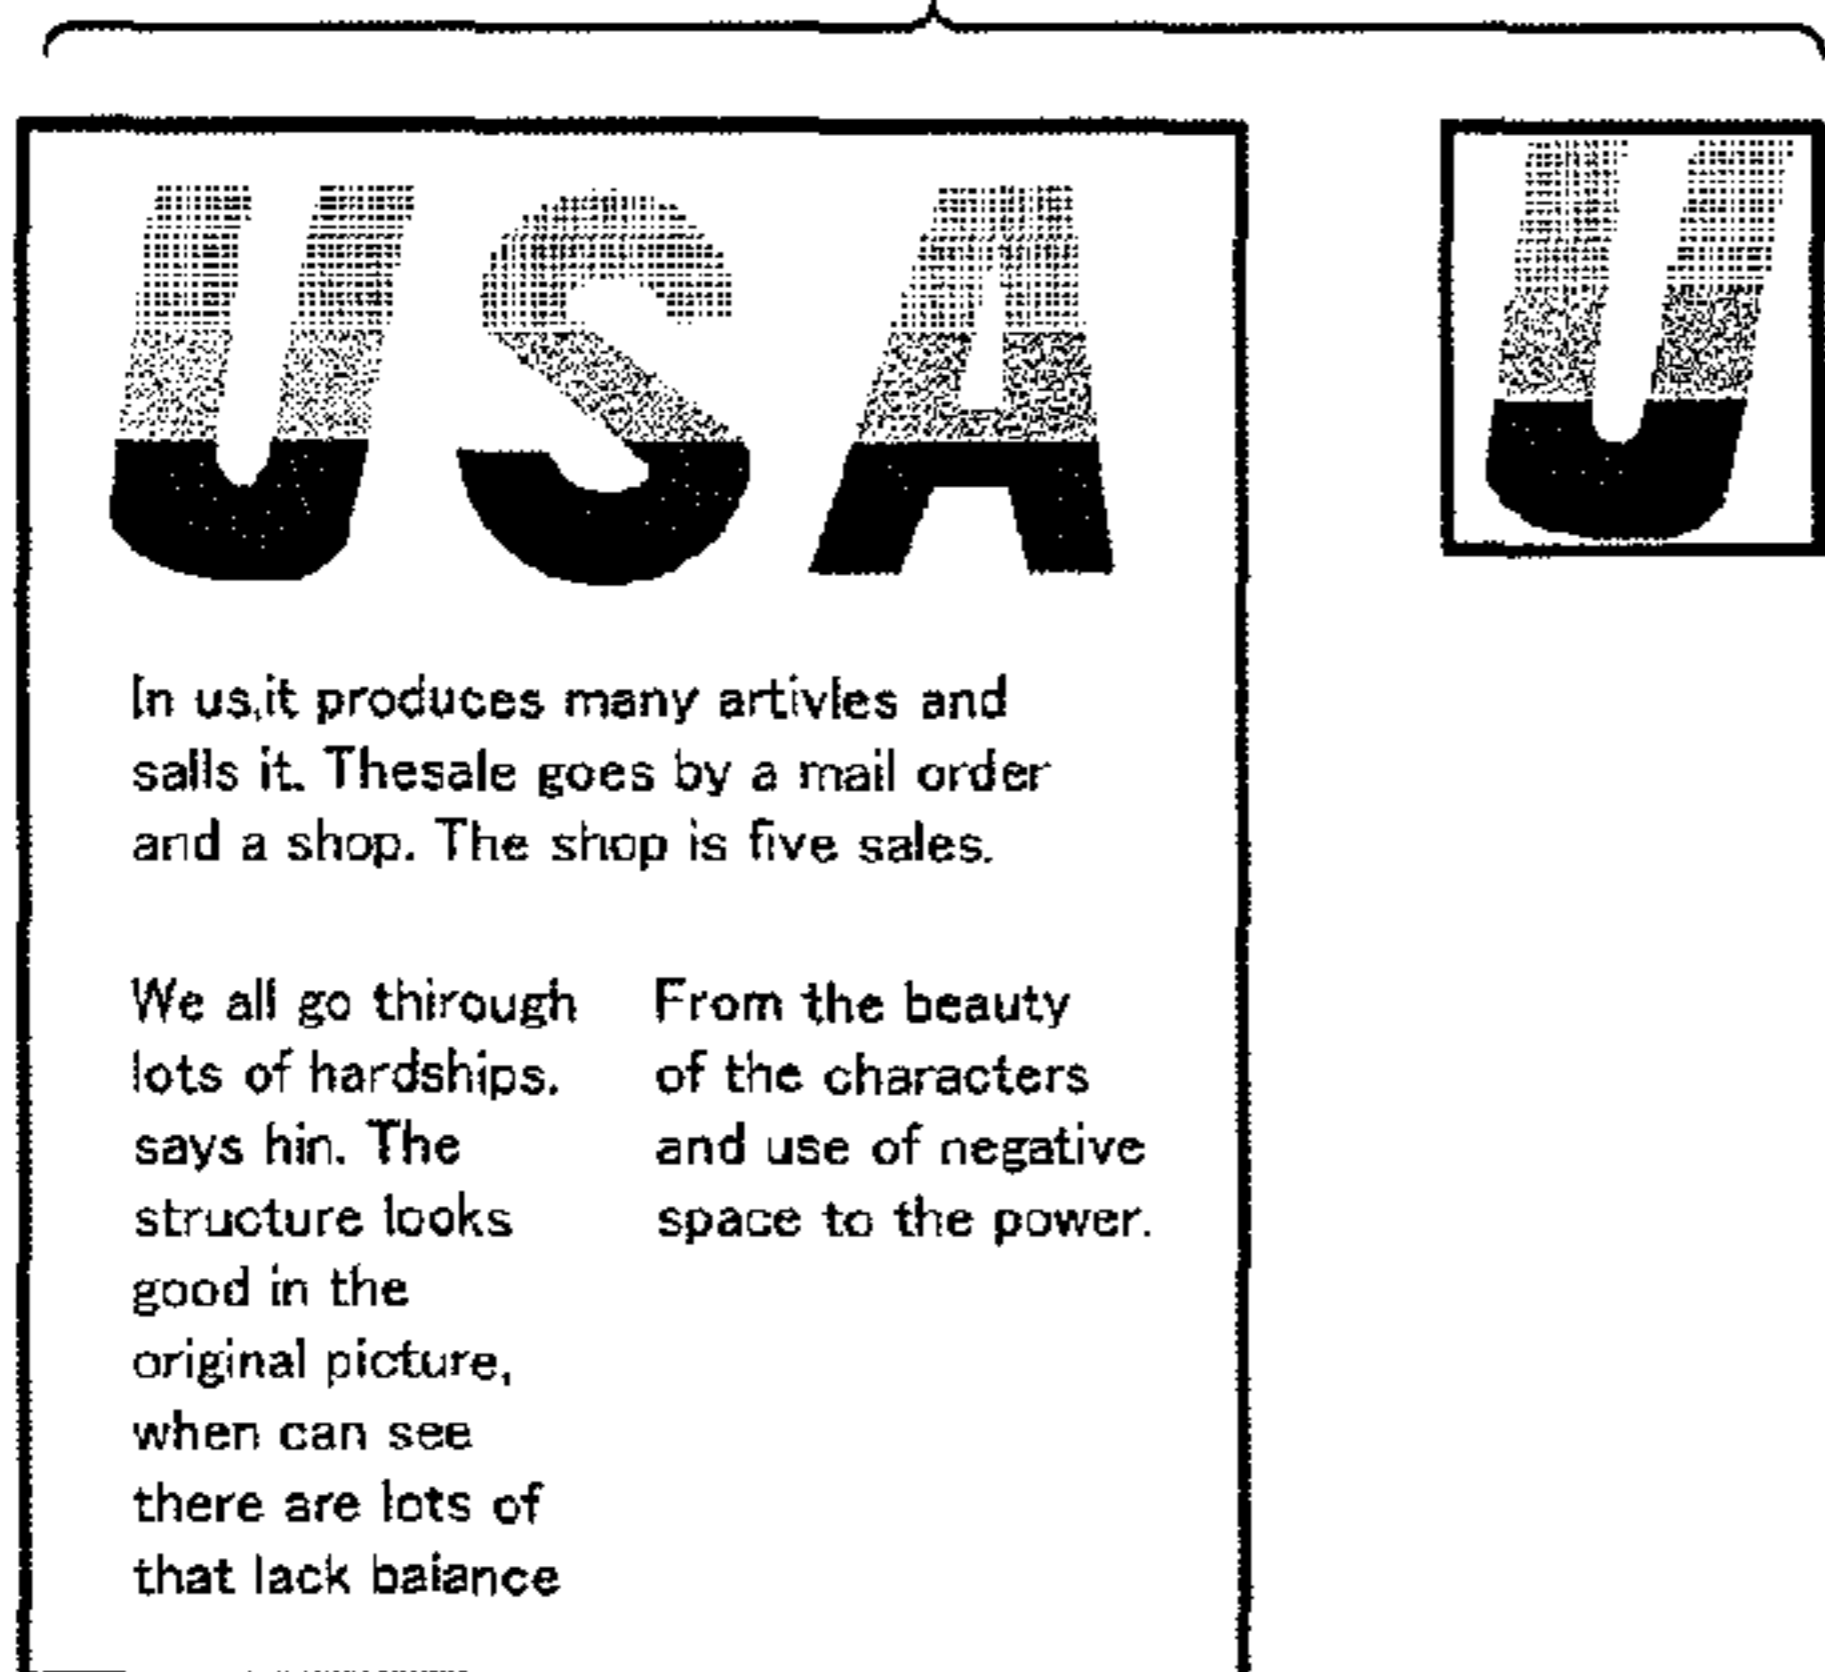 USA
In us,it produces many artivles and
salls it. Thesale goes by a mail order
and a shop. The shop is five sales.
We all go thirough
lots of hardships.
says hin. The
structure looks
good in the
original picture,
when can see
there are lots of
that lack baiance
From the beauty
of the characters
and use of negative
space to the power.
U